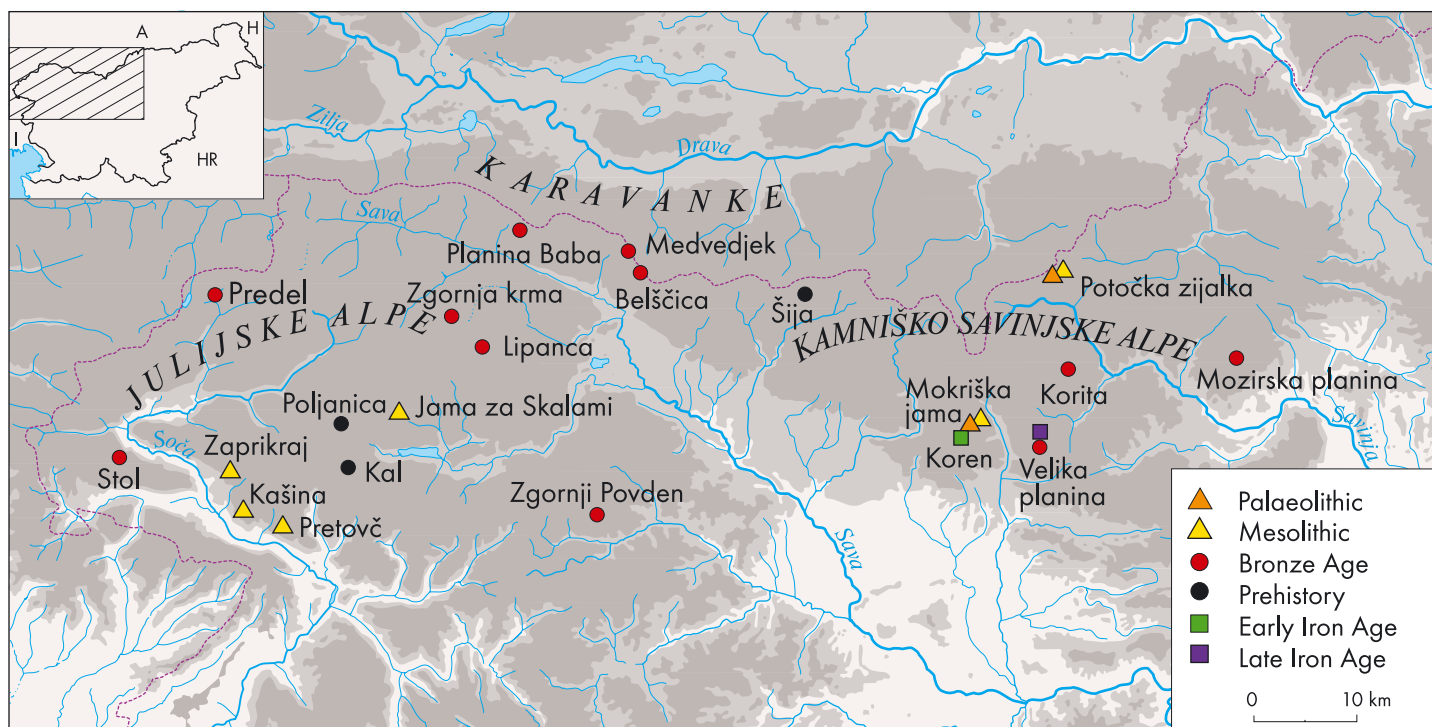 A
H
I
HR
Zilja
Drava
KARAVANKE
Sava
Planina Baba
Medvedjek
Belščica
Predel
Zgornja krma
Šija
Potočka zijalka
JULIJSKE ALPE
KAMNIŠKO SAVINJSKE ALPE
Lipanca
Korita
Mozirska planina
Poljanica
Jama za Skalami
Mokriška
jama
Soča
Zaprikraj
Koren
Velika
planina
Savinja
Stol
Kal
Kašina
Zgornji Povden
Pretovč
Sava
Palaeolithic
Mesolithic
Bronze Age
Prehistory
Early Iron Age
Late Iron Age
0 10 km